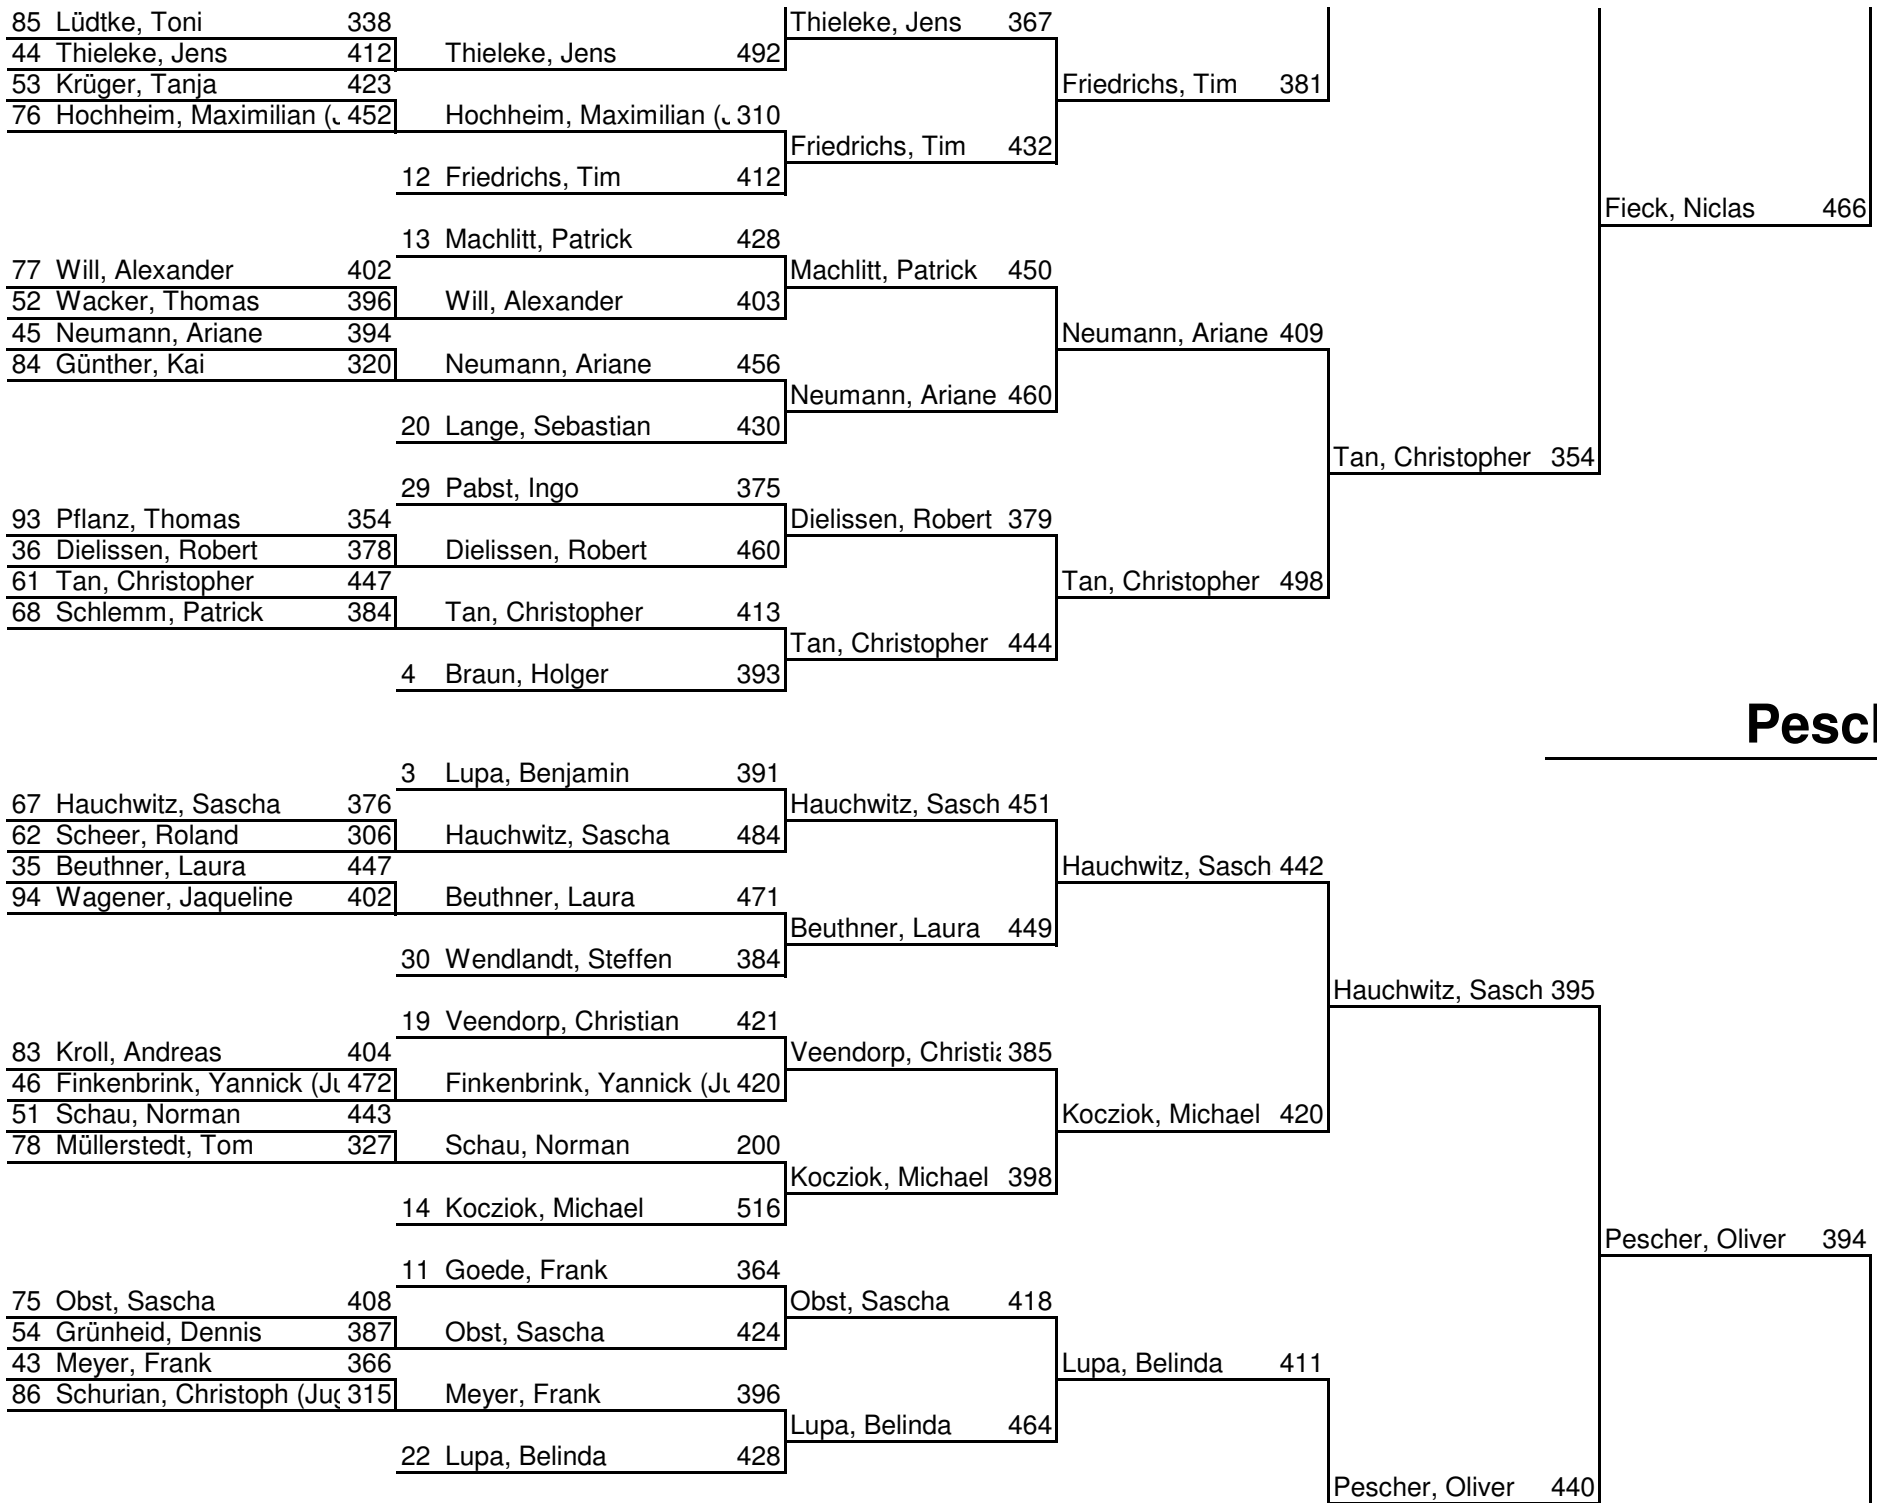 85 Lüdtke, Toni 338 Thieleke, Jens 367
44 Thieleke, Jens 412 Thieleke, Jens 492
53 Krüger, Tanja 423 Friedrichs, Tim 381
76 Hochheim, Maximilian ( 452 Hochheim, Maximilian ( 310
Friedrichs, Tim 432
12 Friedrichs, Tim 412
Fieck, Niclas 466
13 Machlitt, Patrick 428
77 Will, Alexander 402 Machlitt, Patrick 450
52 Wacker, Thomas 396 Will, Alexander 403
45 Neumann, Ariane 394 Neumann, Ariane 409
84 Günther, Kai 320 Neumann, Ariane 456
Neumann, Ariane 460
20 Lange, Sebastian 430
Tan, Christopher 354
29 Pabst, Ingo 375
93 Pflanz, Thomas 354 Dielissen, Robert 379
36 Dielissen, Robert 378 Dielissen, Robert 460
61 Tan, Christopher 447 Tan, Christopher 498
68 Schlemm, Patrick 384 Tan, Christopher 413
Tan, Christopher 444
4 Braun, Holger 393
Pesc
3 Lupa, Benjamin 391
67 Hauchwitz, Sascha 376 Hauchwitz, Sasch 451
62 Scheer, Roland 306 Hauchwitz, Sascha 484
35 Beuthner, Laura 447 Hauchwitz, Sasch 442
94 Wagener, Jaqueline 402 Beuthner, Laura 471
Beuthner, Laura 449
30 Wendlandt, Steffen 384
Hauchwitz, Sasch 395
19 Veendorp, Christian 421
83 Kroll, Andreas 404 Veendorp, Christi 385
46 Finkenbrink, Yannick (Ju 472 Finkenbrink, Yannick (Ju 420
51 Schau, Norman 443 Kocziok, Michael 420
78 Müllerstedt, Tom 327 Schau, Norman 200
Kocziok, Michael 398
14 Kocziok, Michael 516
Pescher, Oliver 394
11 Goede, Frank 364
75 Obst, Sascha 408 Obst, Sascha 418
54 Grünheid, Dennis 387 Obst, Sascha 424
43 Meyer, Frank 366 Lupa, Belinda 411
86 Schurian, Christoph (Jug 315 Meyer, Frank 396
Lupa, Belinda 464
22 Lupa, Belinda 428
Pescher, Oliver 440